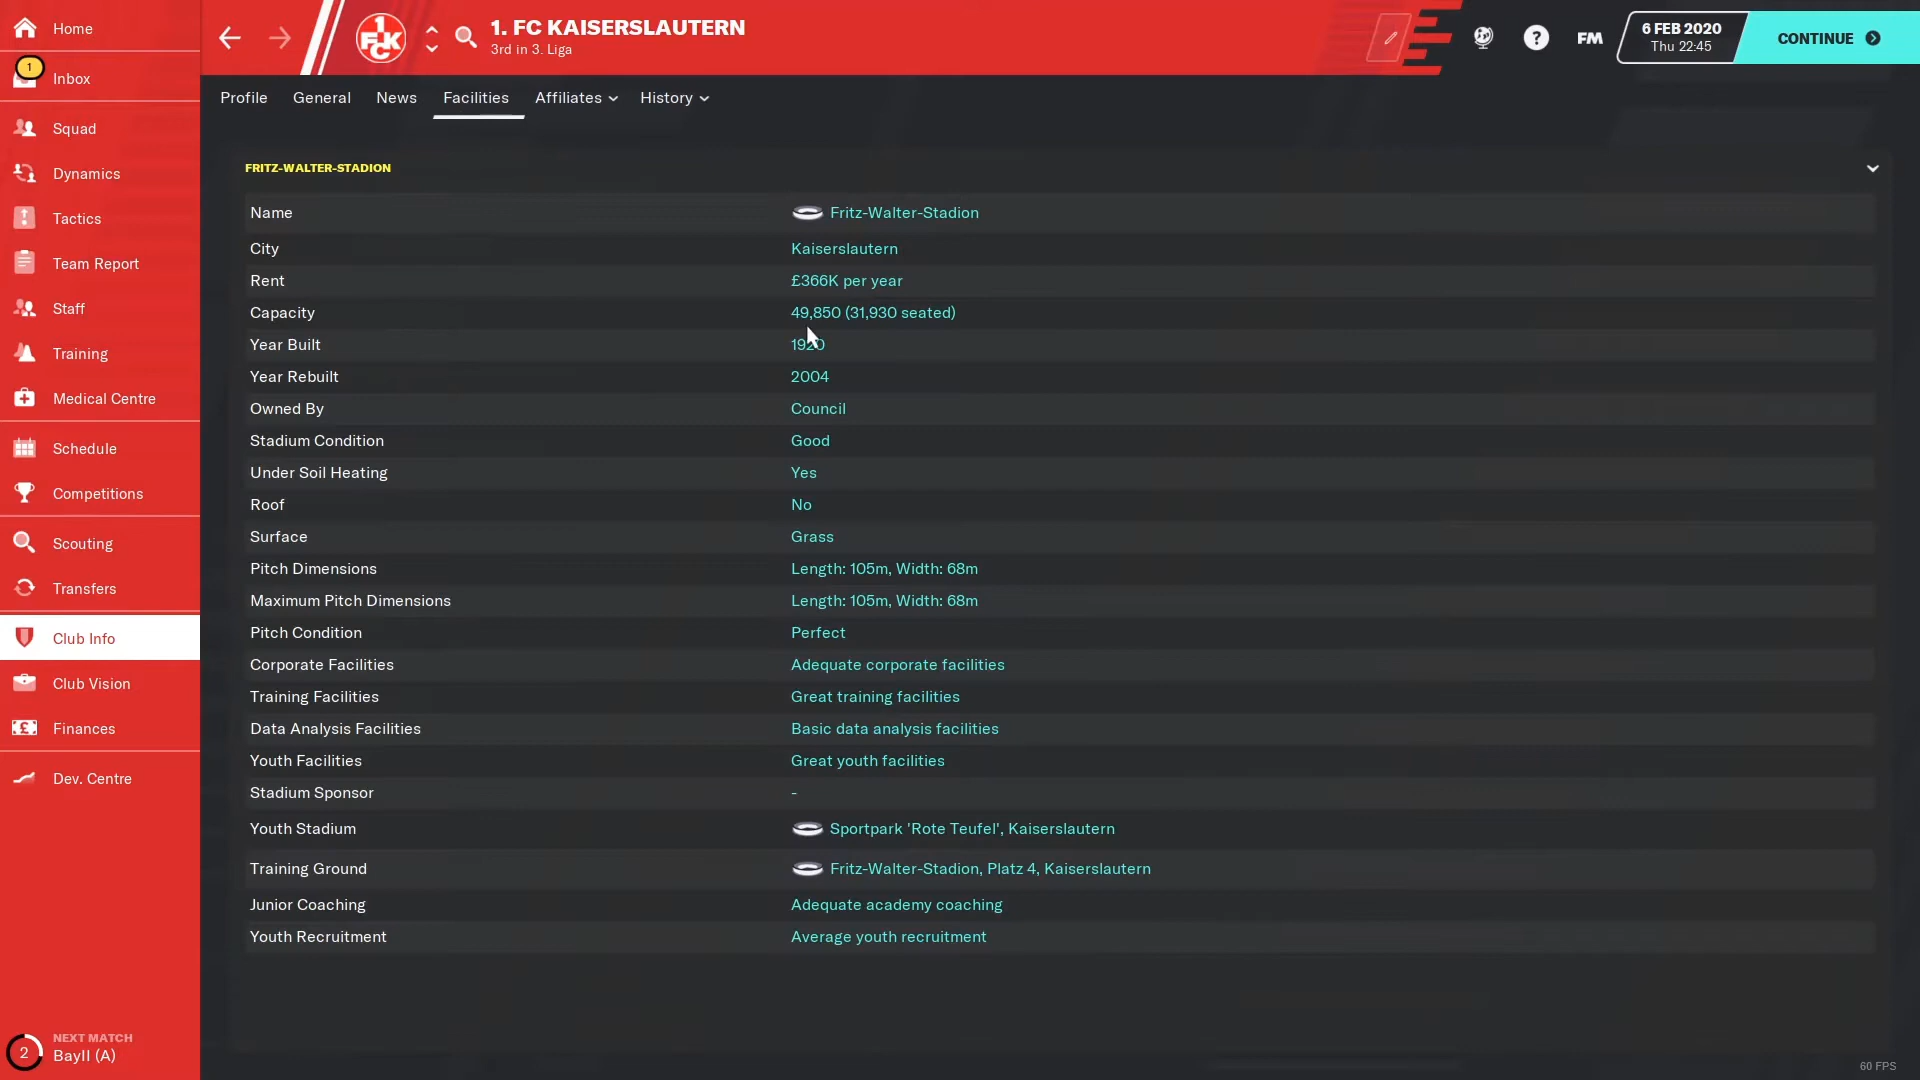 Home
1
Inbox
Squad
Dynamics
Tactics
Team Report
Staff
Training
Medical Centre
Schedule
Competitions
Scouting
Transfers
Club Info
Club Vision
Finances
Dev. Centre
NEXT MATCH
2
BayII (A)
1 FCK
1. FC KAISERSLAUTERN
3rd in 3. Liga
?
FM
6 FEB 2020
Thu 22:45
CONTINUE
Profile General News Facilities Affiliates History
FRITZ-WALTER-STADION
Name Fritz-Walter-Stadion
City Kaiserslautern
Rent £366K per year
Capacity 49,850 (31,930 seated)
Year Built 1920
Year Rebuilt 2004
Owned By Council
Stadium Condition Good
Under Soil Heating Yes
Roof No
Surface Grass
Pitch Dimensions Length: 105m, Width: 68m
Maximum Pitch Dimensions Length: 105m, Width: 68m
Pitch Condition Perfect
Corporate Facilities Adequate corporate facilities
Training Facilities Great training facilities
Data Analysis Facilities Basic data analysis facilities
Youth Facilities Great youth facilities
Stadium Sponsor -
Youth Stadium Sportpark 'Rote Teufel', Kaiserslautern
Training Ground Fritz-Walter-Stadion, Platz 4, Kaiserslautern
Junior Coaching Adequate academy coaching
Youth Recruitment Average youth recruitment
60 FPS